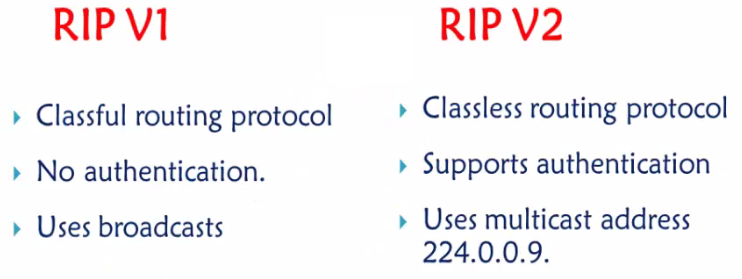 RIP V1
Classful routing protocol
No authentication.
Uses broadcasts
RIP V2
Classless routing protocol
Supports authentication
Uses multicast address
224.0.0.9.